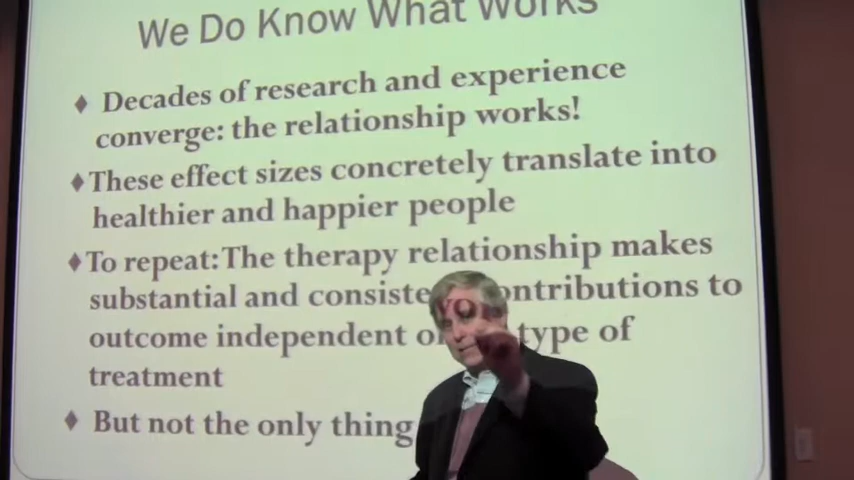 We Do Know What Works
♦ Decades of research and experience
converge: the relationship works!
♦ These effect sizes concretely translate into
healthier and happier people
♦ To repeat: The therapy relationship makes
substantial and consiste ontributions to
outcome independent o type of
treatment
♦ But not the only thing